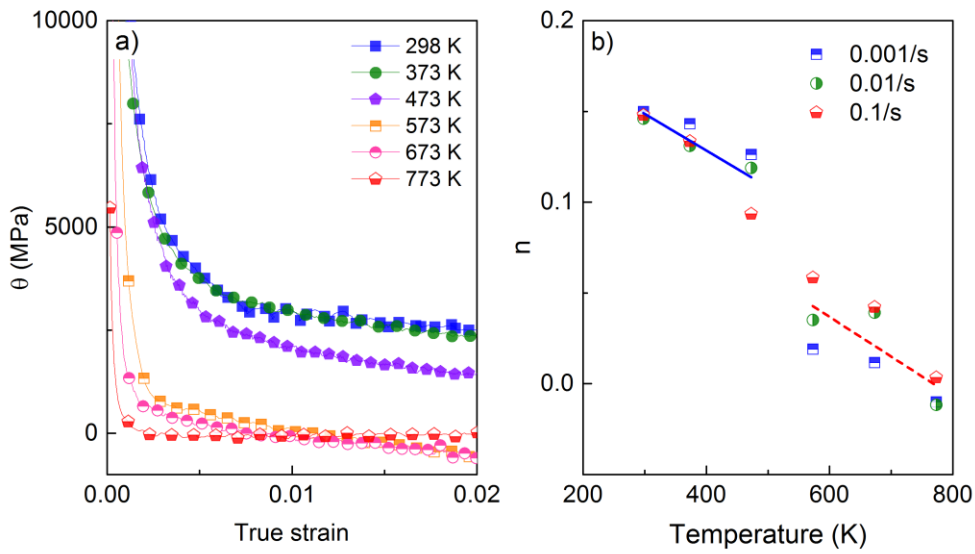 a)
10000
5000
0
θ (MPa)
298 K
373 K
473 K
573 K
673 K
773 K
0.00
0.01
0.02
True strain
b)
0.2
0.1
0.0
n
0.001/s
0.01/s
0.1/s
200
400
600
800
Temperature (K)